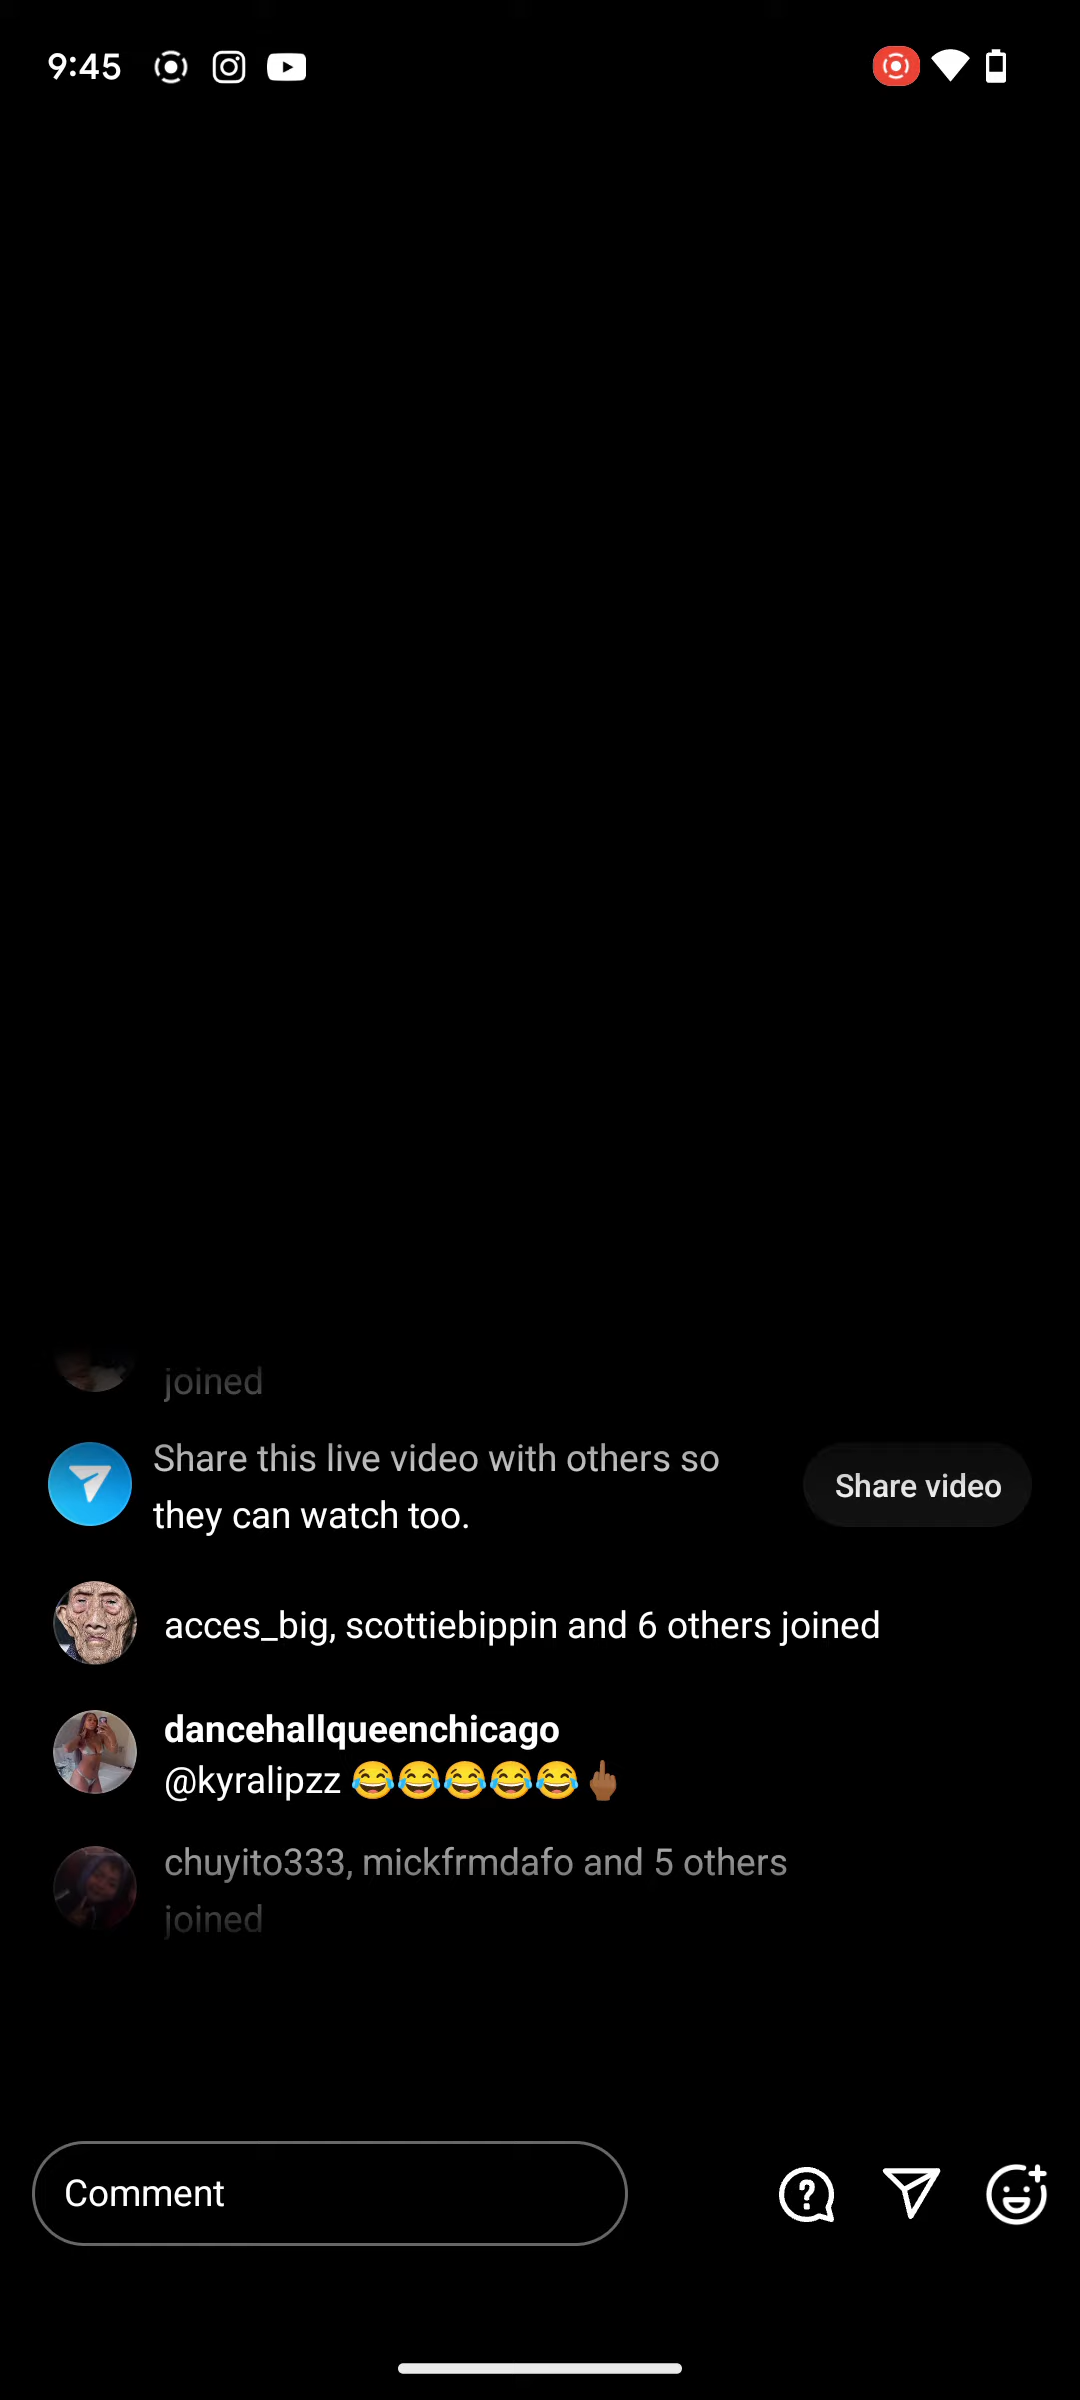 9:45
joined
Share this live video with others so
they can watch too.
Share video
acces_big, scottiebippin and 6 others joined
dancehallqueenchicago
@kyralipzz 😂😂😂😂😂🖕🏾
chuyito333, mickfrmdafo and 5 others
joined
Comment